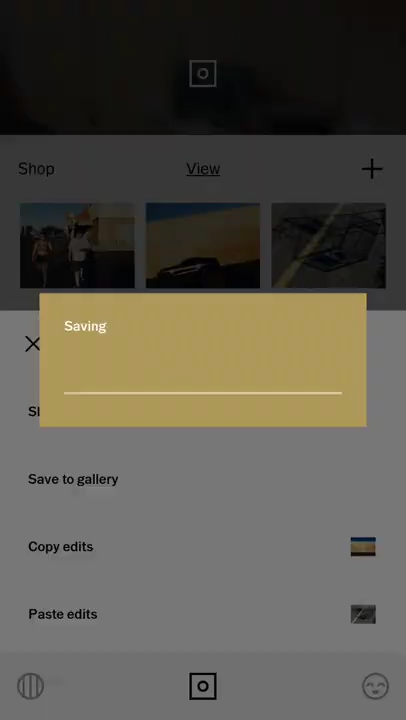 Shop
View
Saving
Save to gallery
Copy edits
Paste edits